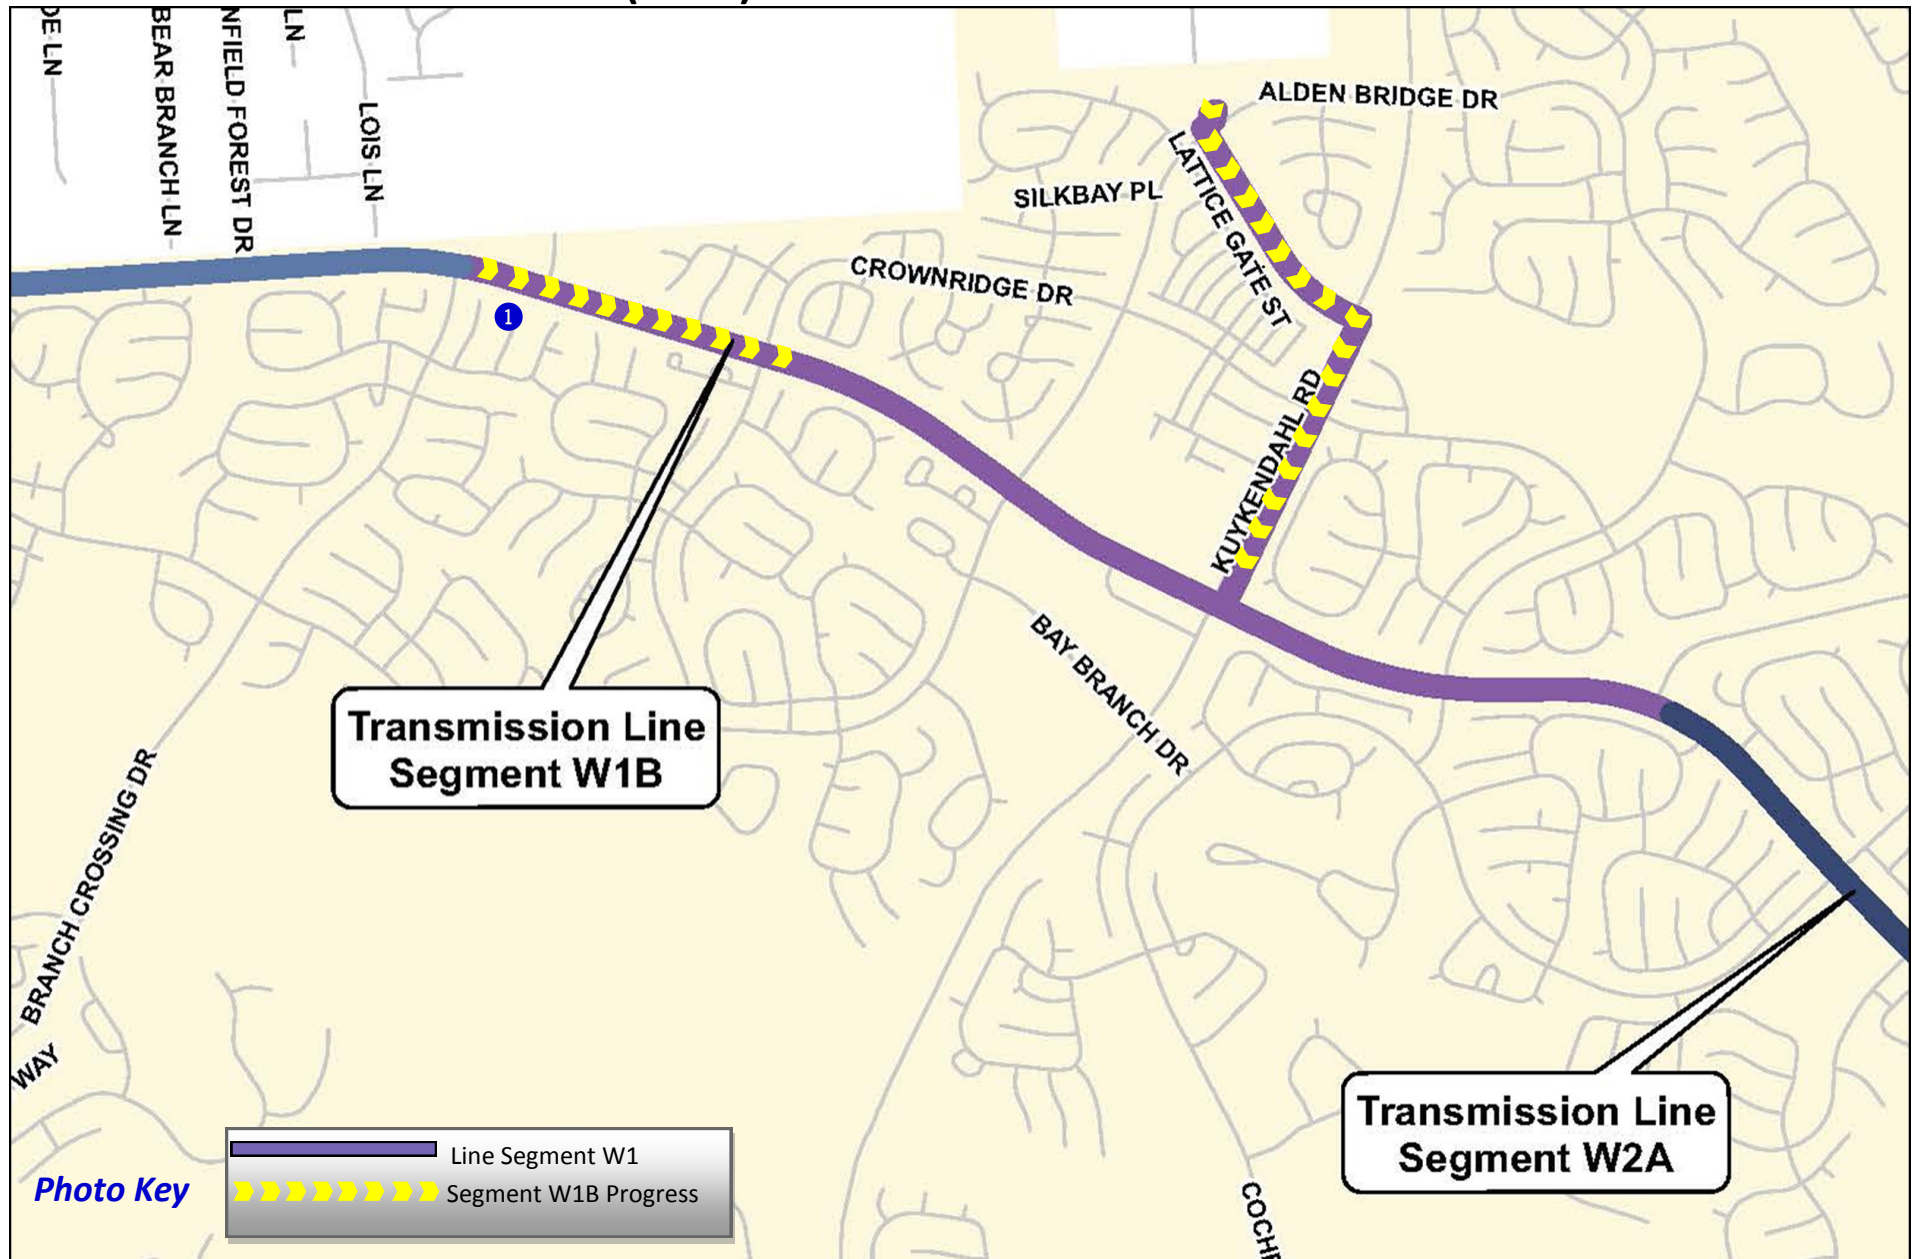 DE LN
BEAR BRANCH LN
NFIELD FOREST DR
LN
LOIS LN
ALDEN BRIDGE DR
LATTICE GATE ST
SILKBAY PL
CROWNRIDGE DR
1
KUYKENDAHL RD
BAY BRANCH DR
Transmission Line
Segment W1B
BRANCH CROSSING DR
WAY
Transmission Line
Segment W2A
Photo Key
Line Segment W1
Segment W1B Progress
COCHR